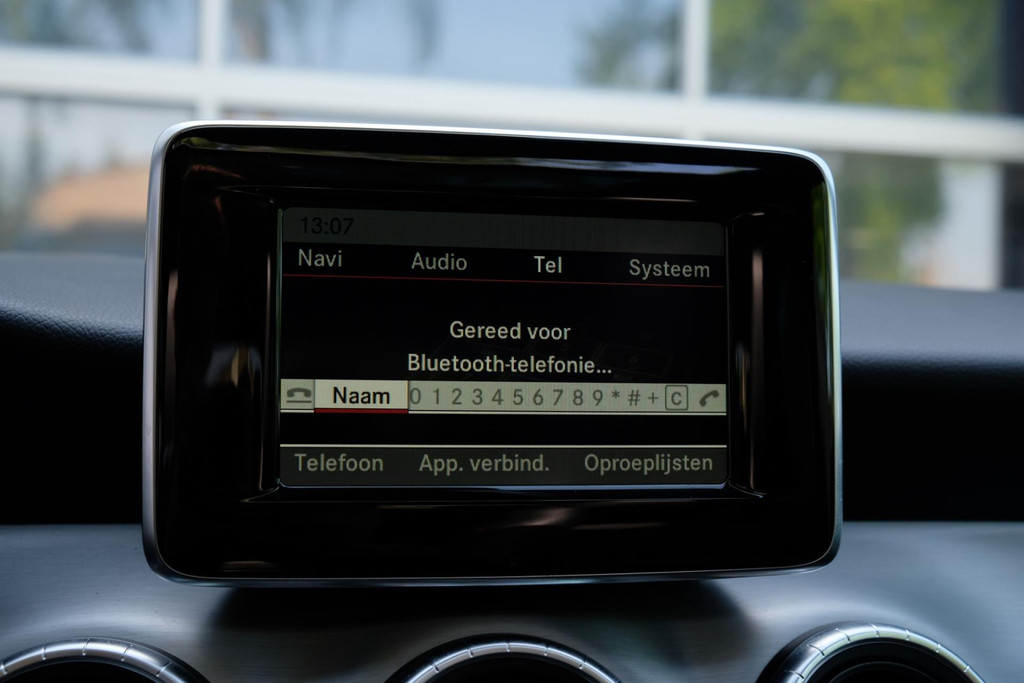 13:07
Navi Audio Tel Systeem
Gereed voor
Bluetooth-telefonie...
Naam 0 1 2 3 4 5 6 7 8 9 * # + C
Telefoon App. verbind. Oproeplijsten